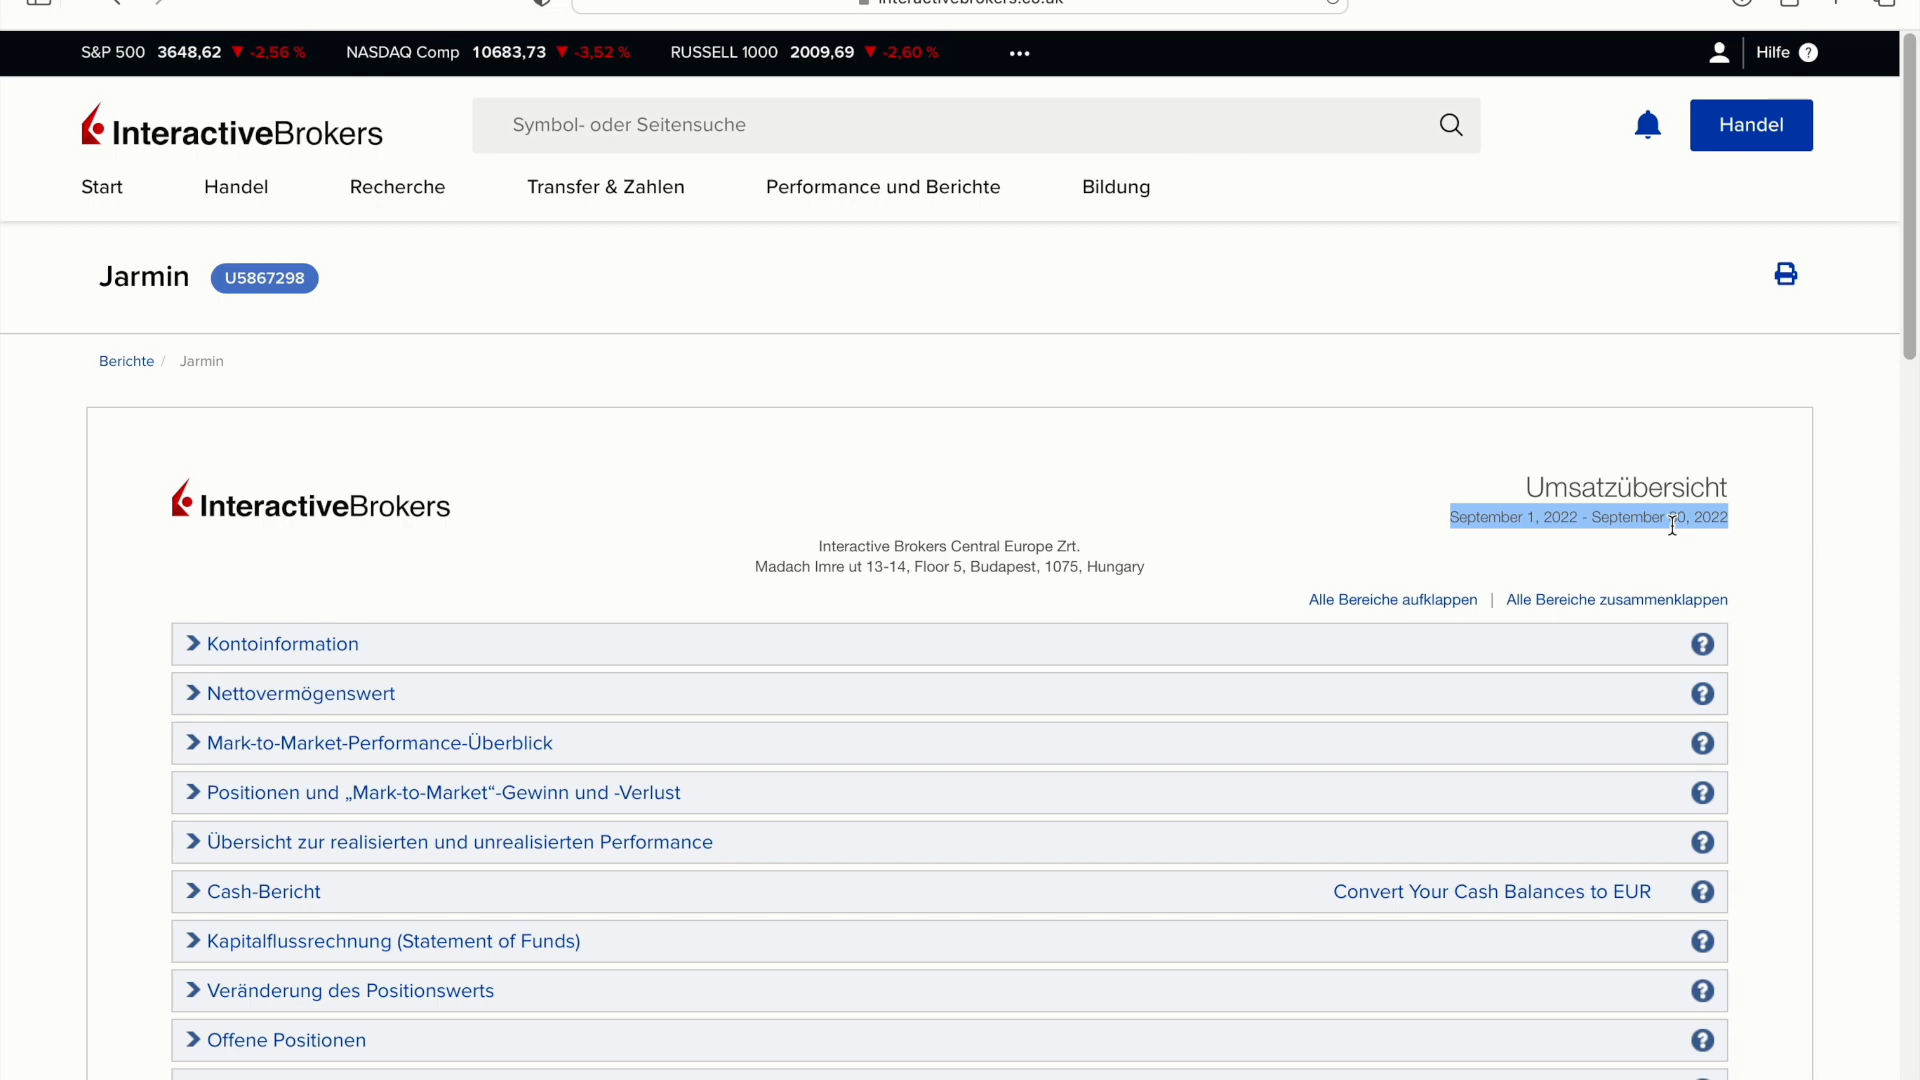 S&P 500 3648,62 ▼ -2,56 % NASDAQ Comp 10683,73 ▼ -3,52 % RUSSELL 1000 2009,69 ▼ -2,60 % •••
Hilfe ?
InteractiveBrokers
Symbol- oder Seitensuche
Handel
Start Handel Recherche Transfer & Zahlen Performance und Berichte Bildung
Jarmin U5867298
Berichte / Jarmin
InteractiveBrokers
Umsatzübersicht
September 1, 2022 - September 30, 2022
Interactive Brokers Central Europe Zrt.
Madach Imre ut 13-14, Floor 5, Budapest, 1075, Hungary
Alle Bereiche aufklappen | Alle Bereiche zusammenklappen
Kontoinformation ?
Nettovermögenswert ?
Mark-to-Market-Performance-Überblick ?
Positionen und „Mark-to-Market“-Gewinn und -Verlust ?
Übersicht zur realisierten und unrealisierten Performance ?
Cash-Bericht Convert Your Cash Balances to EUR ?
Kapitalflussrechnung (Statement of Funds) ?
Veränderung des Positionswerts ?
Offene Positionen ?